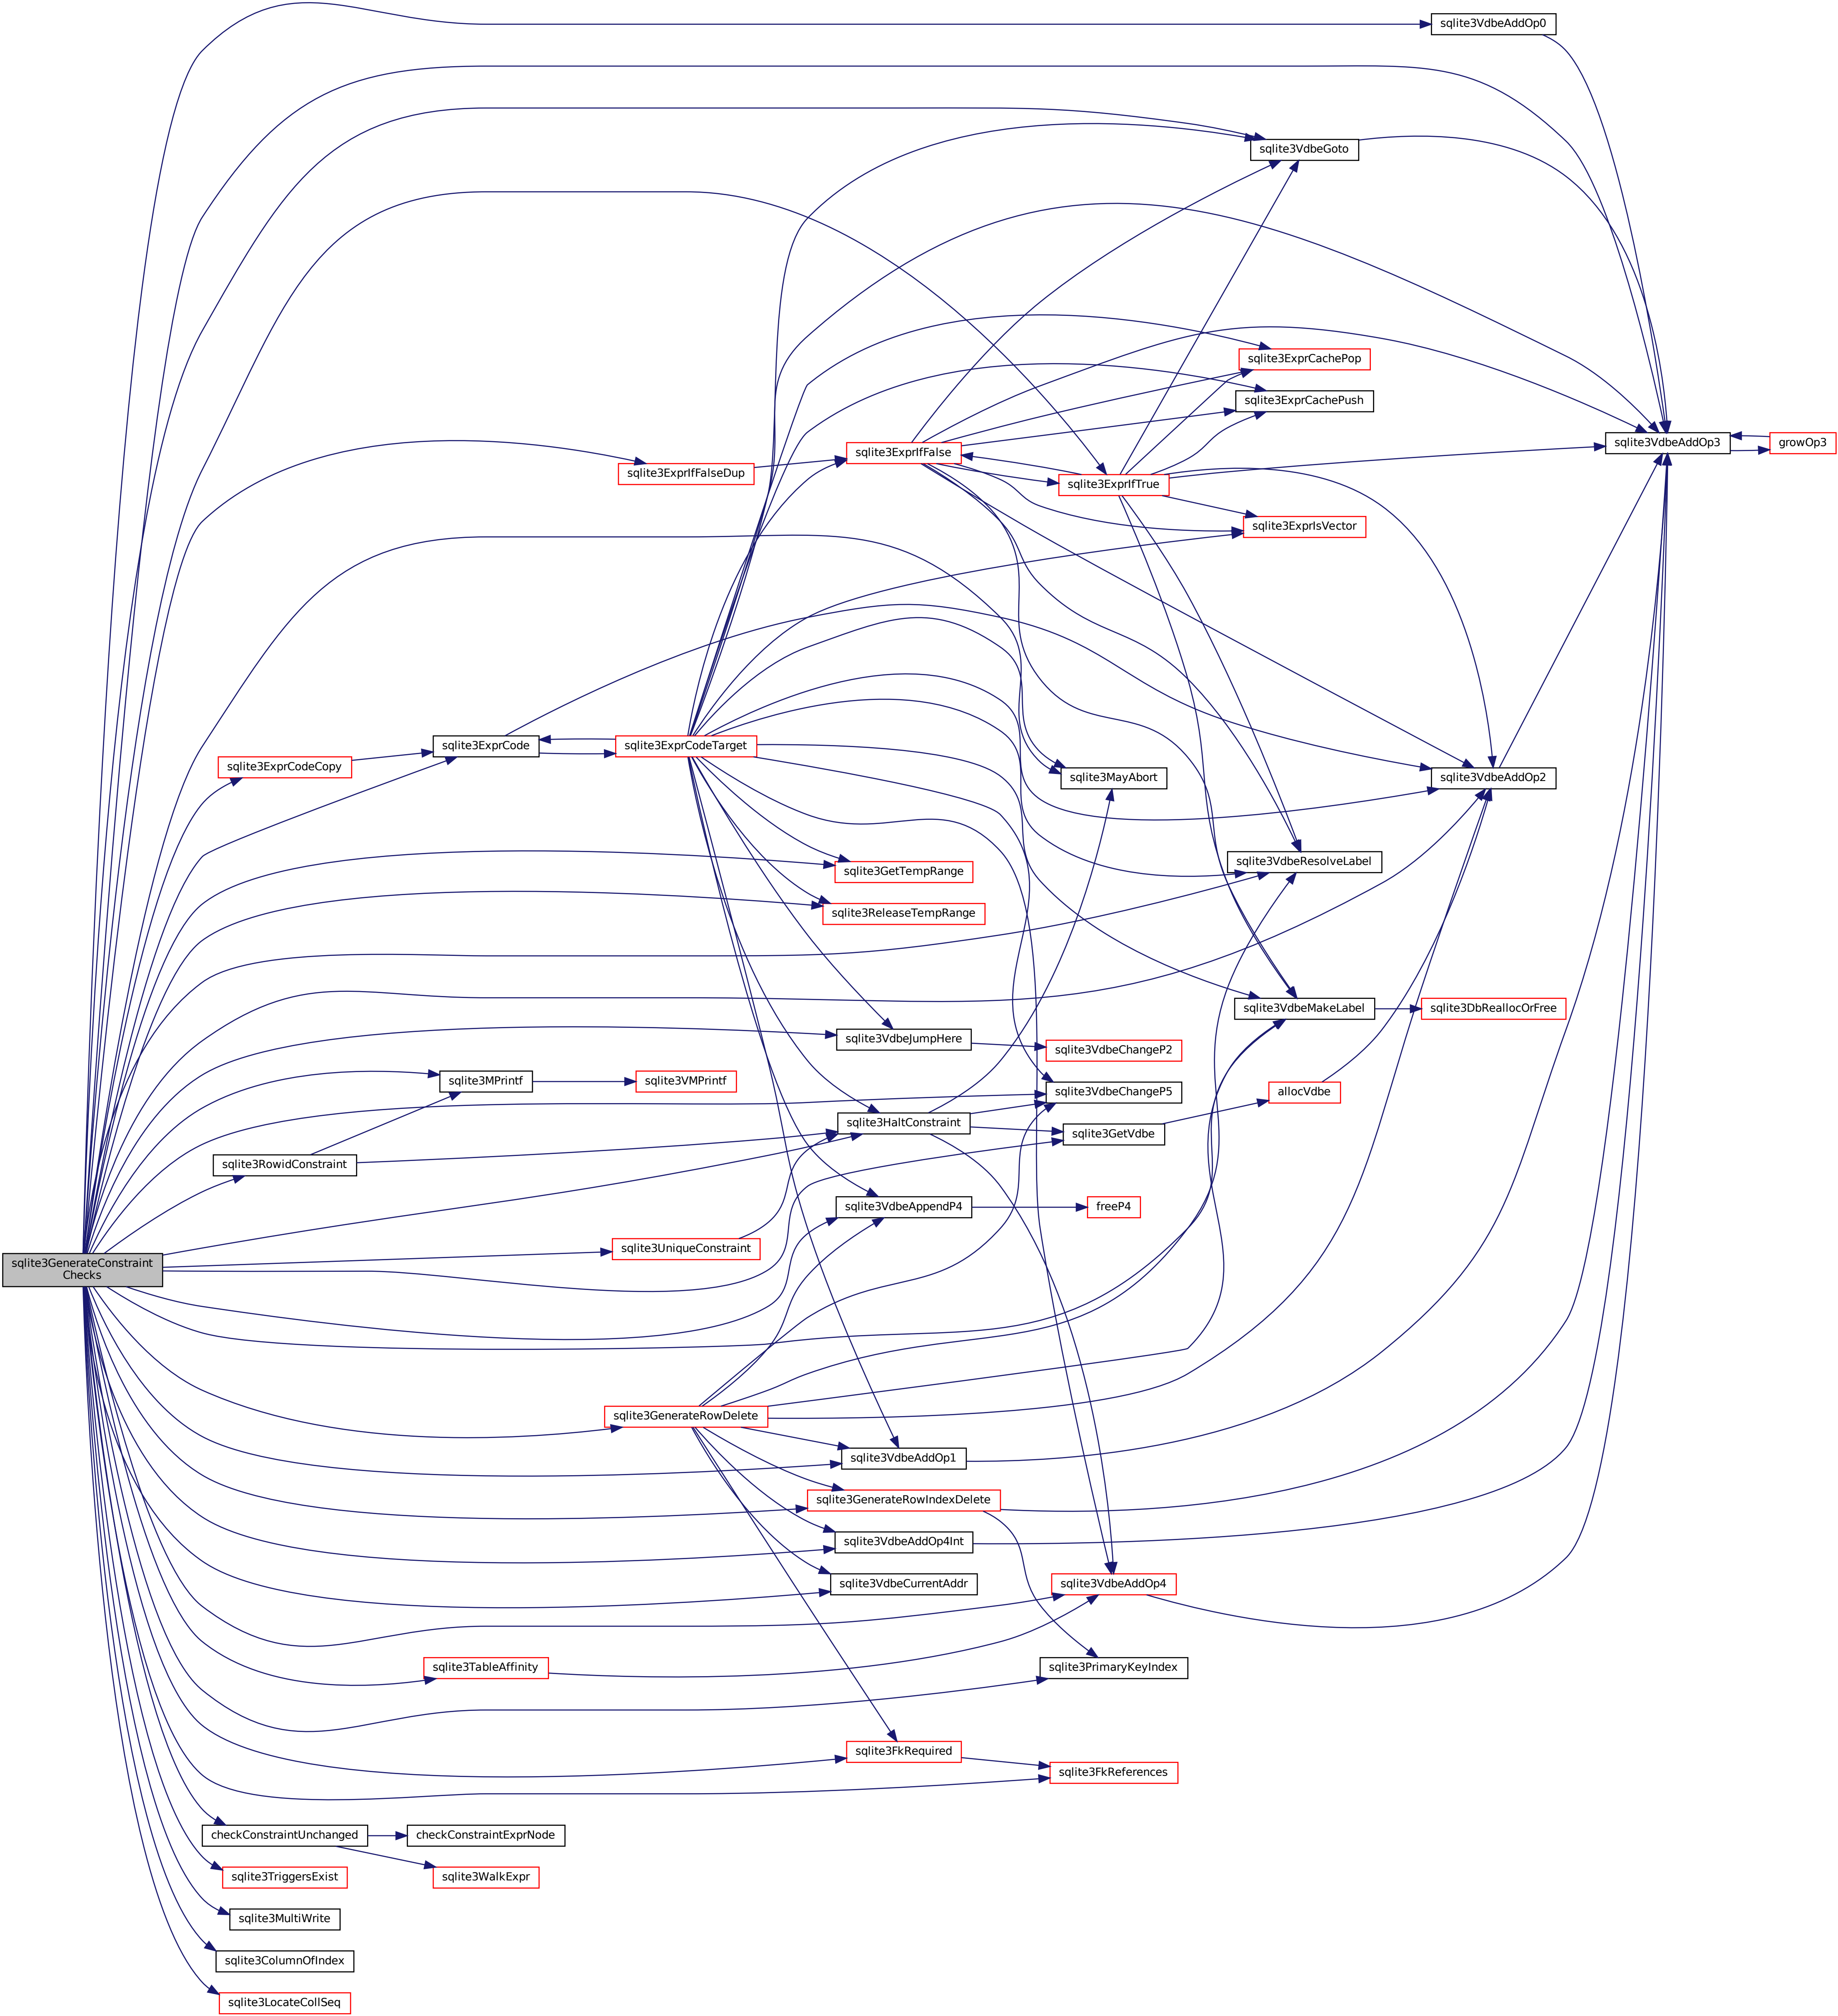 sqlite3VdbeAddOp0
sqlite3VdbeGoto
sqlite3ExprCachePop
sqlite3ExprCachePush
sqlite3VdbeAddOp3
growOp3
sqlite3ExprIfFalse
sqlite3ExprIfFalseDup
sqlite3ExprIfTrue
sqlite3ExprIsVector
sqlite3ExprCode
sqlite3ExprCodeTarget
sqlite3ExprCodeCopy
sqlite3MayAbort
sqlite3VdbeAddOp2
sqlite3VdbeResolveLabel
sqlite3GetTempRange
sqlite3ReleaseTempRange
sqlite3VdbeMakeLabel
sqlite3DbReallocOrFree
sqlite3VdbeJumpHere
sqlite3VdbeChangeP2
sqlite3MPrintf
sqlite3VMPrintf
sqlite3VdbeChangeP5
allocVdbe
sqlite3HaltConstraint
sqlite3GetVdbe
sqlite3RowidConstraint
sqlite3VdbeAppendP4
freeP4
sqlite3UniqueConstraint
sqlite3GenerateConstraint
Checks
sqlite3GenerateRowDelete
sqlite3VdbeAddOp1
sqlite3GenerateRowIndexDelete
sqlite3VdbeAddOp4Int
sqlite3VdbeCurrentAddr
sqlite3VdbeAddOp4
sqlite3TableAffinity
sqlite3PrimaryKeyIndex
sqlite3FkRequired
sqlite3FkReferences
checkConstraintUnchanged
checkConstraintExprNode
sqlite3TriggersExist
sqlite3WalkExpr
sqlite3MultiWrite
sqlite3ColumnOfIndex
sqlite3LocateCollSeq